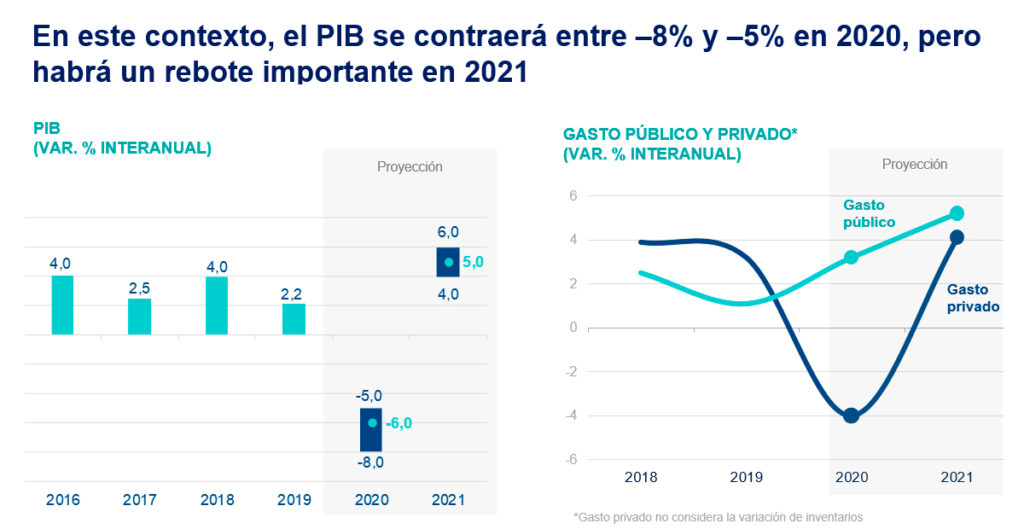 En este contexto, el PIB se contraerá entre –8% y –5% en 2020, pero
habrá un rebote importante en 2021
PIB
(VAR. % INTERANUAL)
Proyección
6,0
5,0
4,0
4,0
2,5
4,0
2,2
-5,0
-6,0
-8,0
2016 2017 2018 2019 2020 2021
GASTO PÚBLICO Y PRIVADO*
(VAR. % INTERANUAL)
Proyección
6
4
2
0
-2
-4
-6
Gasto
público
Gasto
privado
2018 2019 2020 2021
*Gasto privado no considera la variación de inventarios